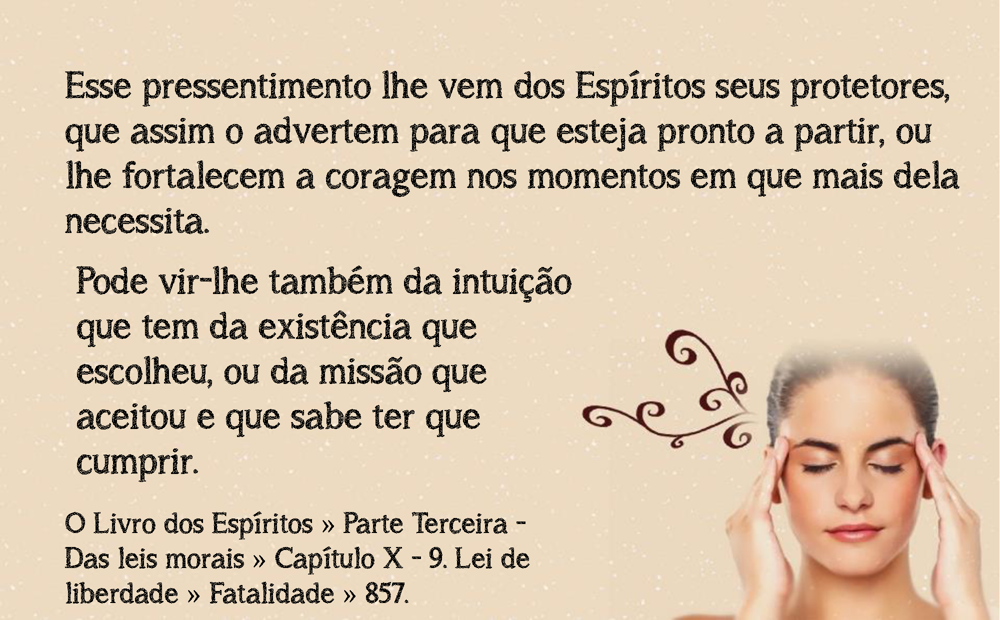 Esse pressentimento lhe vem dos Espíritos seus protetores,
que assim o advertem para que esteja pronto a partir, ou
lhe fortalecem a coragem nos momentos em que mais dela
necessita.
Pode vir-lhe também da intuição
que tem da existência que
escolheu, ou da missão que
aceitou e que sabe ter que
cumprir.
O Livro dos Espíritos » Parte Terceira -
Das leis morais » Capítulo X - 9. Lei de
liberdade » Fatalidade » 857.